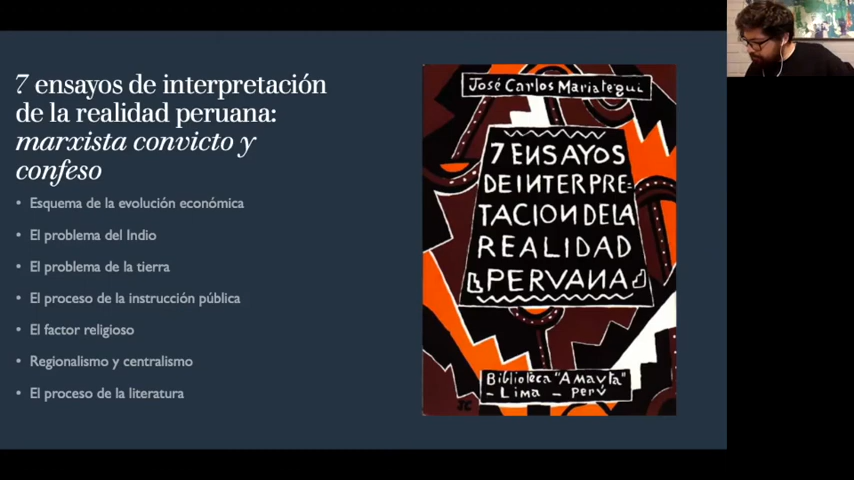 7 ensayos de interpretación
de la realidad peruana:
marxista convicto y
confeso
• Esquema de la evolución económica
• El problema del Indio
• El problema de la tierra
• El proceso de la instrucción pública
• El factor religioso
• Regionalismo y centralismo
• El proceso de la literatura
José Carlos Mariategui
7 ENSAYOS
DE INTERPRE=
TACION DE LA
REALIDAD
PERVANA
Biblioteca "Amavta"
- Lima - Perú